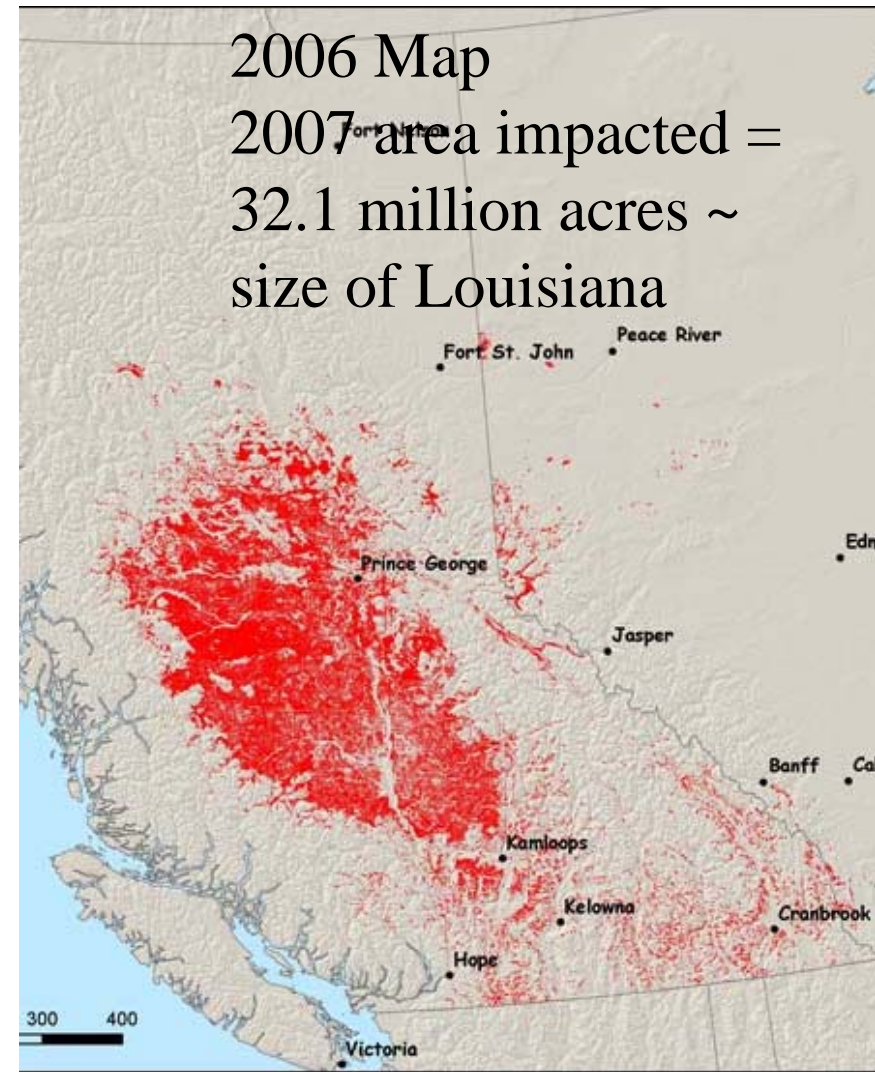 2006 Map
2007 area impacted =
32.1 million acres ~
size of Louisiana
Fort Nelson
Peace River
Fort St. John
Prince George
Edn
Jasper
Banff
Ca
Kamloops
Kelowna
Cranbrook
Hope
300 400
Victoria